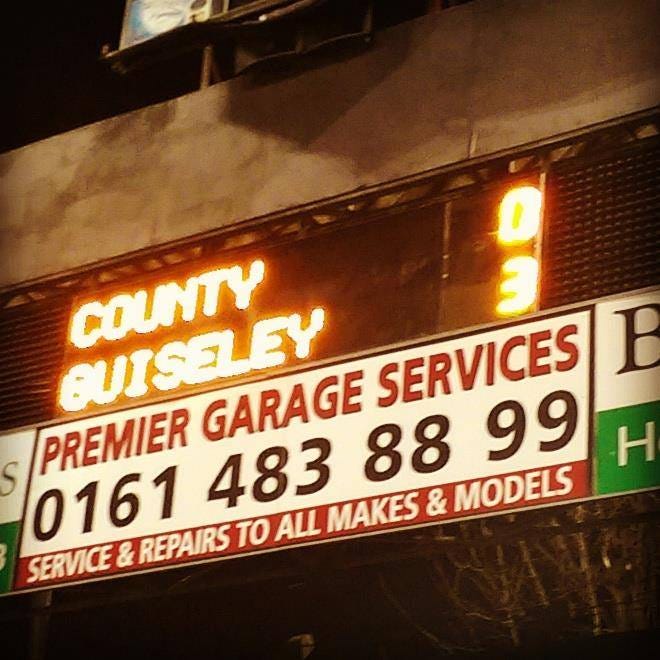 COUNTY 0
GUISELEY 3
PREMIER GARAGE SERVICES
0161 483 88 99
SERVICE & REPAIRS TO ALL MAKES & MODELS
S
B
H